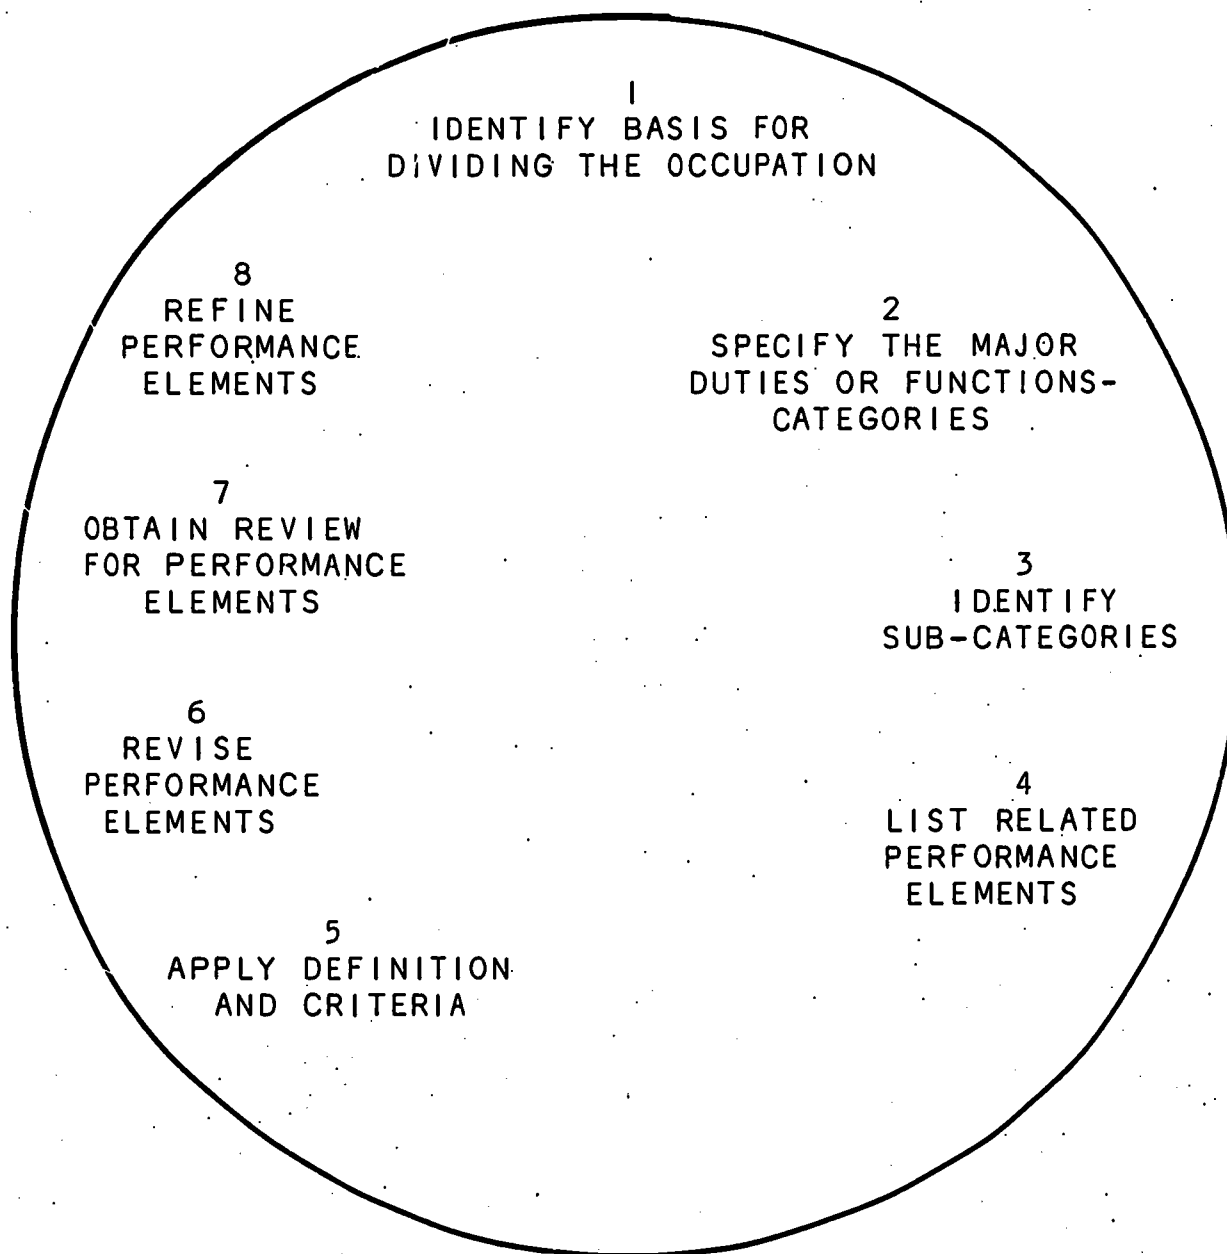 1
IDENTIFY BASIS FOR
DIVIDING THE OCCUPATION
2
SPECIFY THE MAJOR
DUTIES OR FUNCTIONS-
CATEGORIES
3
IDENTIFY
SUB-CATEGORIES
4
LIST RELATED
PERFORMANCE
ELEMENTS
5
APPLY DEFINITION
AND CRITERIA
6
REVISE
PERFORMANCE
ELEMENTS
7
OBTAIN REVIEW
FOR PERFORMANCE
ELEMENTS
8
REFINE
PERFORMANCE
ELEMENTS